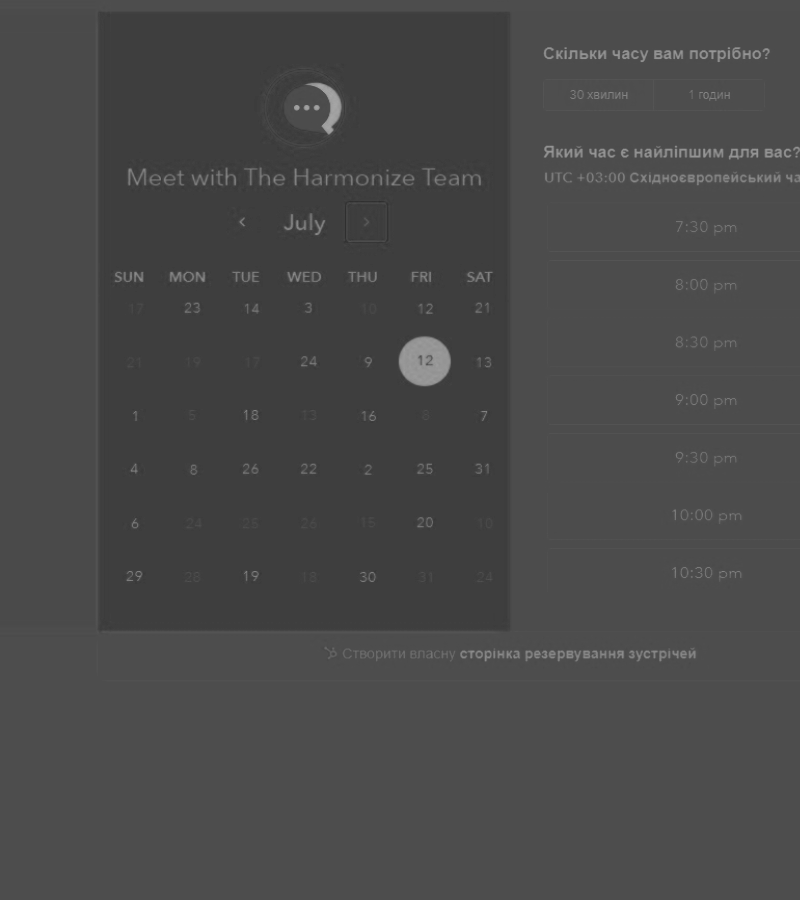 Meet with The Harmonize Team
July
SUN MON TUE WED THU FRI SAT
17 23 14 3 10 12 21
21 19 17 24 9 12 13
1 5 18 13 16 8 7
4 8 26 22 2 25 31
6 24 25 26 15 20 10
29 28 19 18 30 31 24
Скільки часу вам потрібно?
30 хвилин 1 годин
Який час є найліпшим для вас?
UTC +03:00 Східноєвропейський ча
7:30 pm
8:00 pm
8:30 pm
9:00 pm
9:30 pm
10:00 pm
10:30 pm
Створити власну сторінка резервування зустрічей